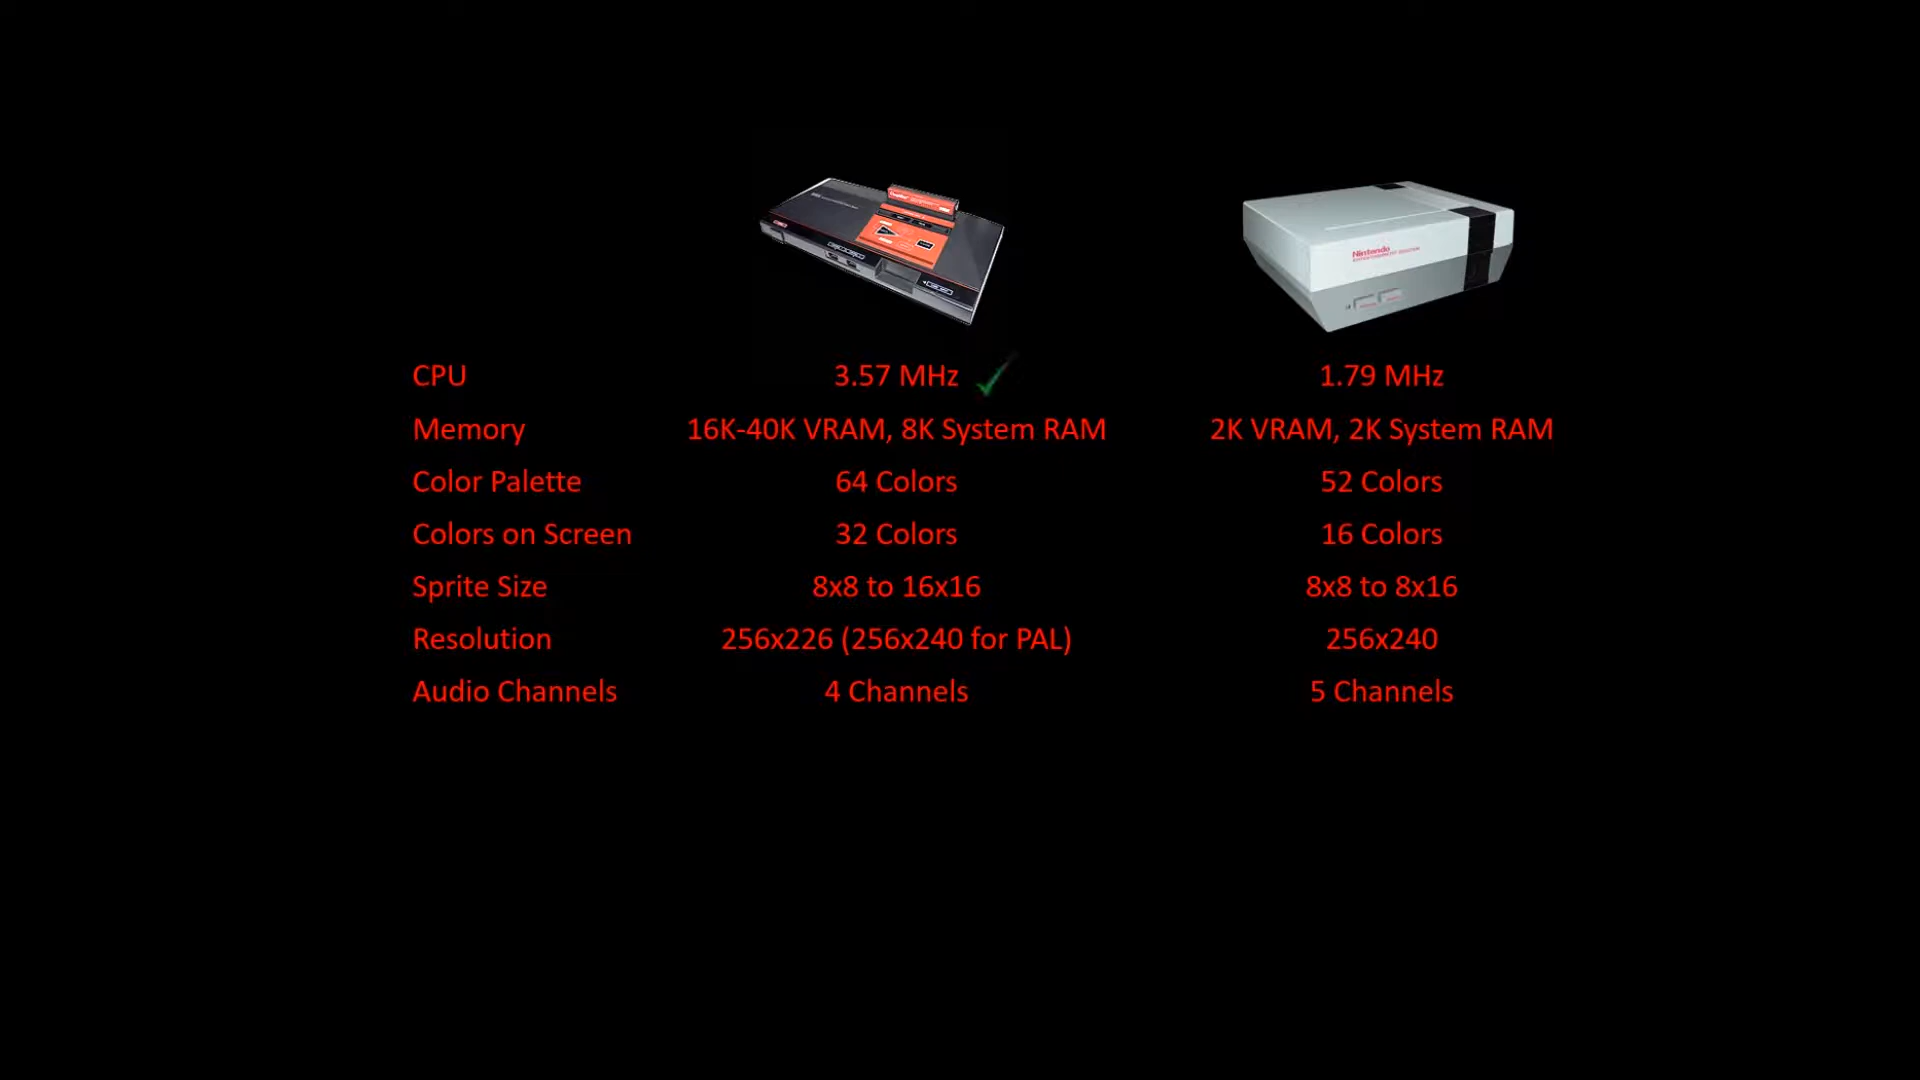 Nintendo
CPU 3.57 MHz 1.79 MHz
Memory 16K-40K VRAM, 8K System RAM 2K VRAM, 2K System RAM
Color Palette 64 Colors 52 Colors
Colors on Screen 32 Colors 16 Colors
Sprite Size 8x8 to 16x16 8x8 to 8x16
Resolution 256x226 (256x240 for PAL) 256x240
Audio Channels 4 Channels 5 Channels